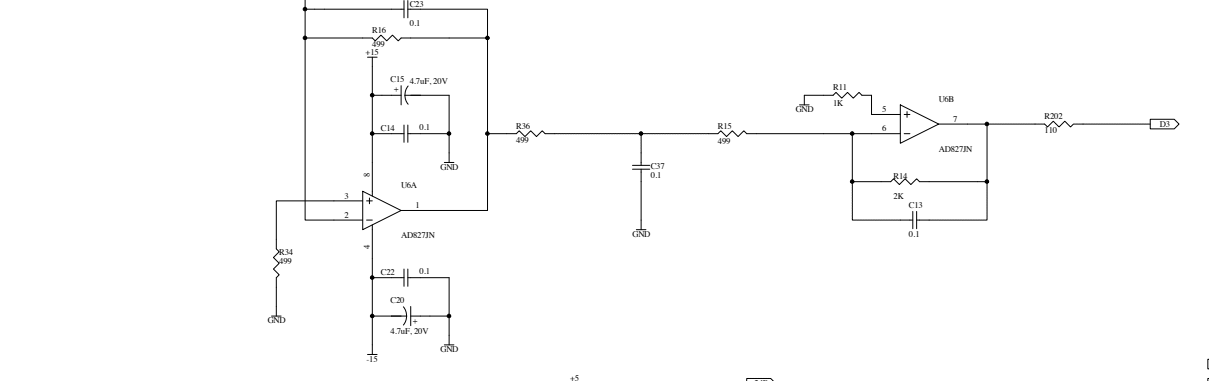 C23
0.1
R16
499
+15
C15 4.7uF, 20V
+
C14 0.1
GND
8
U6A
3
+
1
2
−
AD827JN
4
R34
499
GND
C22 0.1
C20
+
4.7uF, 20V
GND
-15
R36
499
C37
0.1
GND
R15
499
R11
1K
GND
U6B
5
+
7
6
−
AD827JN
R14
2K
C13
0.1
R202
110
D3
+5